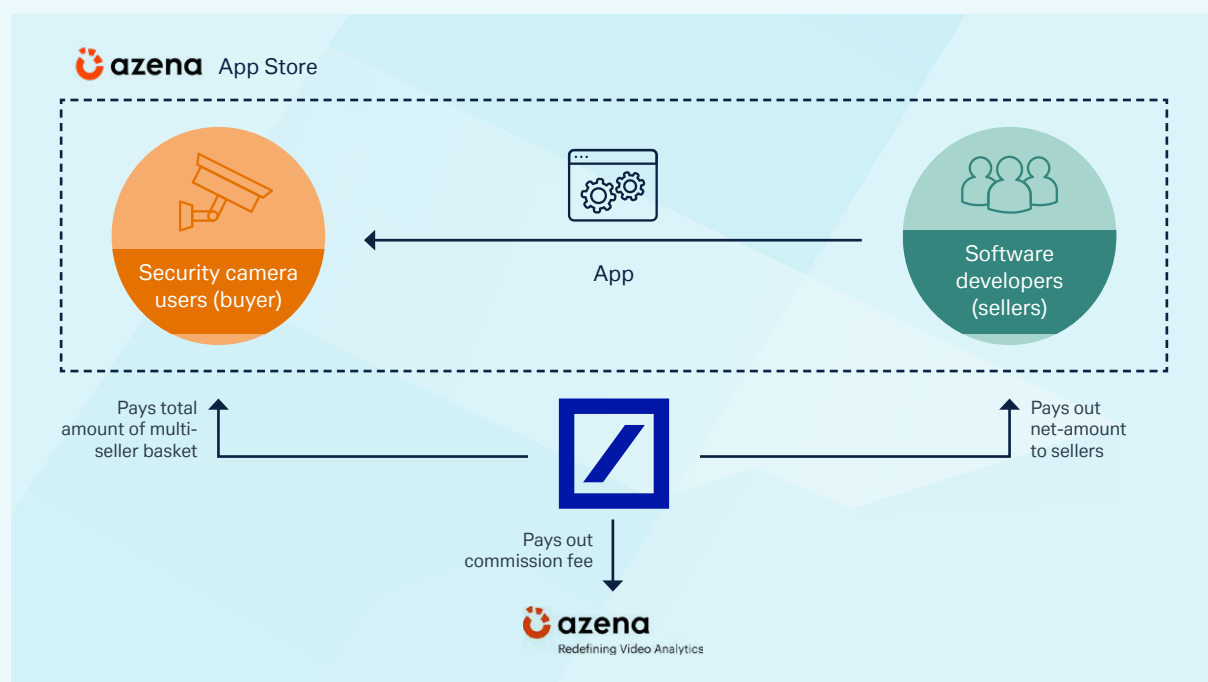 azena App Store
App
Security camera
users (buyer)
Software
developers
(sellers)
Pays total
amount of multi-
seller basket
Pays out
net-amount
to sellers
Pays out
commission fee
azena
Redefining Video Analytics